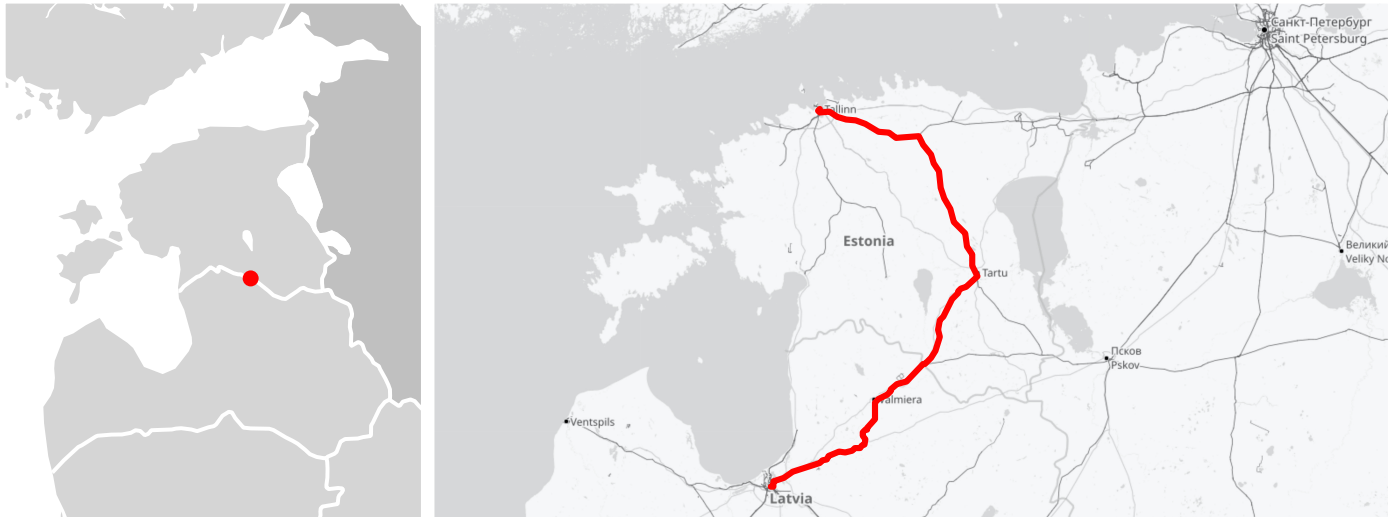 Санкт-Петербург
Saint Petersburg
Tallinn
Estonia
Великий
Veliky No
Tartu
Псков
Pskov
Valmiera
Ventspils
Latvia